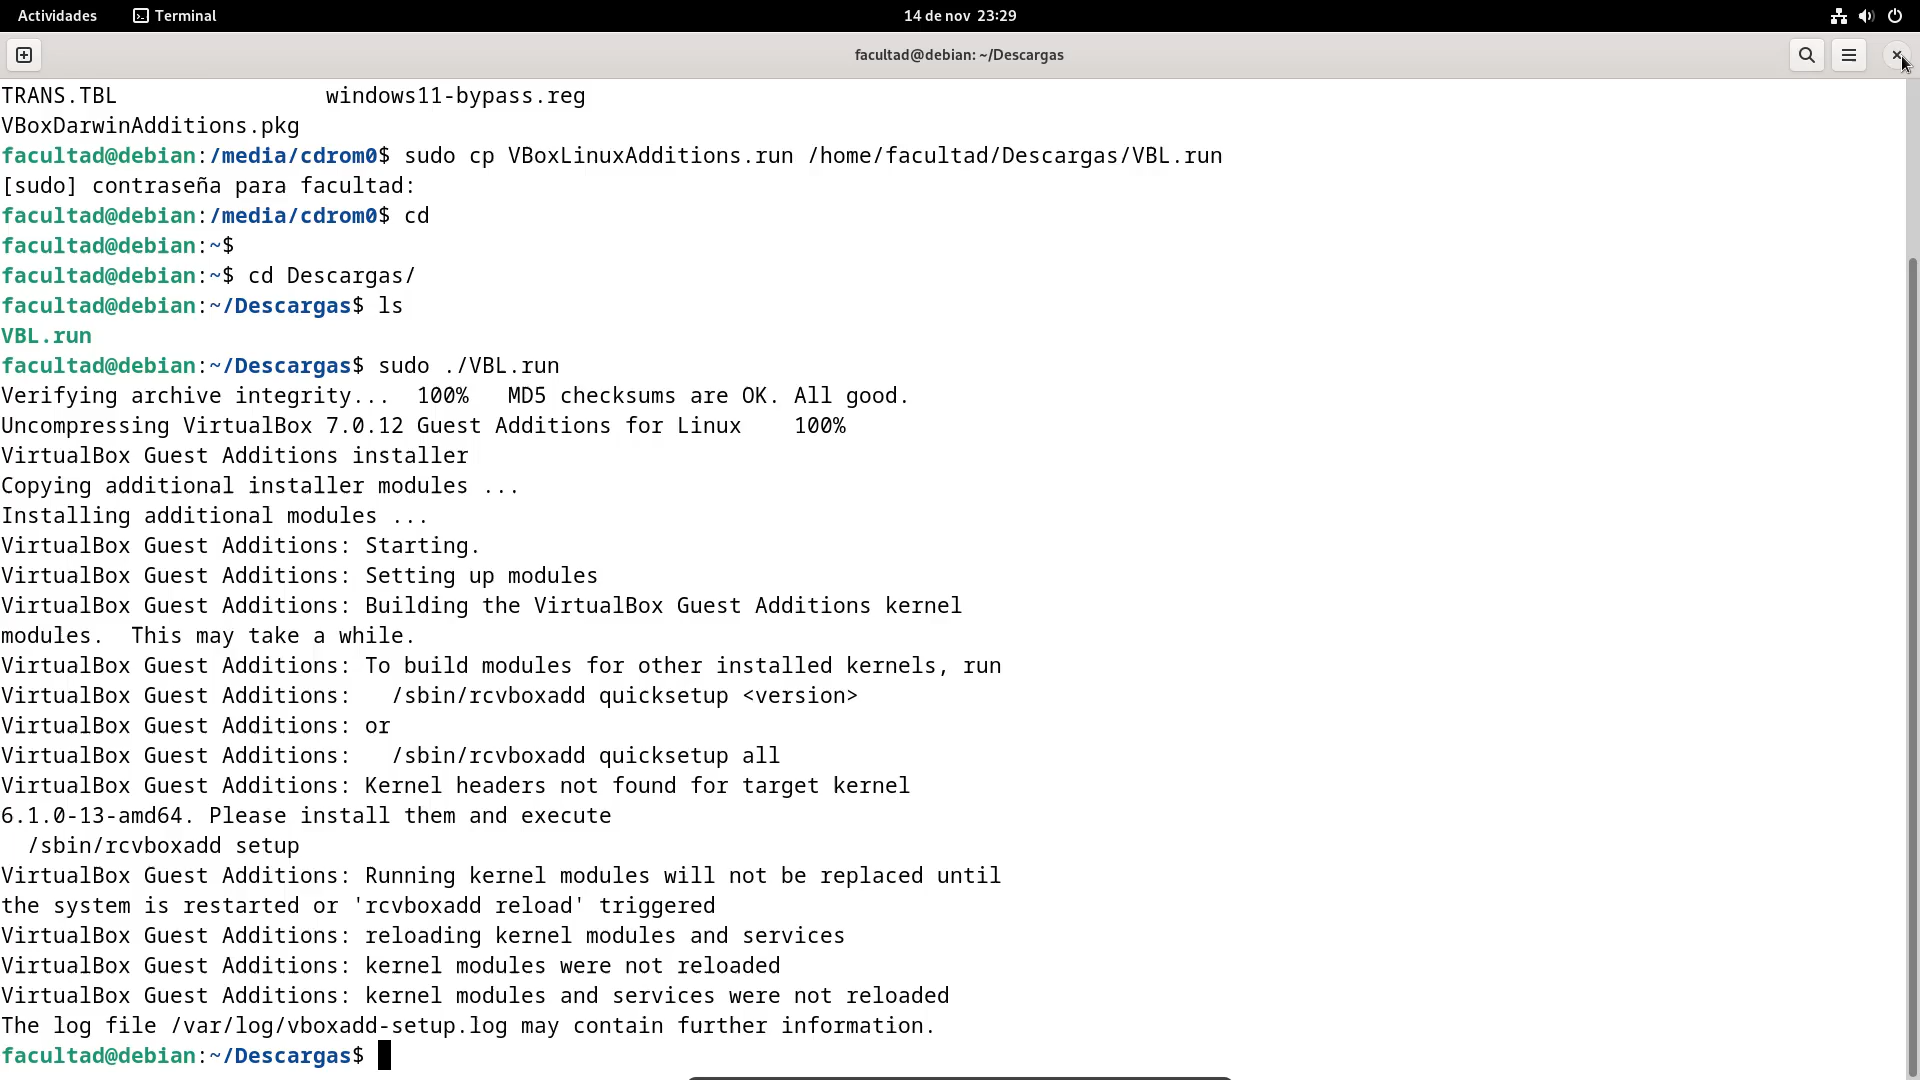 Actividades Terminal 14 de nov 23:29
facultad@debian: ~/Descargas
TRANS.TBL                windows11-bypass.reg
VBoxDarwinAdditions.pkg
facultad@debian:/media/cdrom0$ sudo cp VBoxLinuxAdditions.run /home/facultad/Descargas/VBL.run
[sudo] contraseña para facultad:
facultad@debian:/media/cdrom0$ cd
facultad@debian:~$
facultad@debian:~$ cd Descargas/
facultad@debian:~/Descargas$ ls
VBL.run
facultad@debian:~/Descargas$ sudo ./VBL.run
Verifying archive integrity...  100%   MD5 checksums are OK. All good.
Uncompressing VirtualBox 7.0.12 Guest Additions for Linux    100%
VirtualBox Guest Additions installer
Copying additional installer modules ...
Installing additional modules ...
VirtualBox Guest Additions: Starting.
VirtualBox Guest Additions: Setting up modules
VirtualBox Guest Additions: Building the VirtualBox Guest Additions kernel
modules.  This may take a while.
VirtualBox Guest Additions: To build modules for other installed kernels, run
VirtualBox Guest Additions:   /sbin/rcvboxadd quicksetup <version>
VirtualBox Guest Additions: or
VirtualBox Guest Additions:   /sbin/rcvboxadd quicksetup all
VirtualBox Guest Additions: Kernel headers not found for target kernel
6.1.0-13-amd64. Please install them and execute
  /sbin/rcvboxadd setup
VirtualBox Guest Additions: Running kernel modules will not be replaced until
the system is restarted or 'rcvboxadd reload' triggered
VirtualBox Guest Additions: reloading kernel modules and services
VirtualBox Guest Additions: kernel modules were not reloaded
VirtualBox Guest Additions: kernel modules and services were not reloaded
The log file /var/log/vboxadd-setup.log may contain further information.
facultad@debian:~/Descargas$